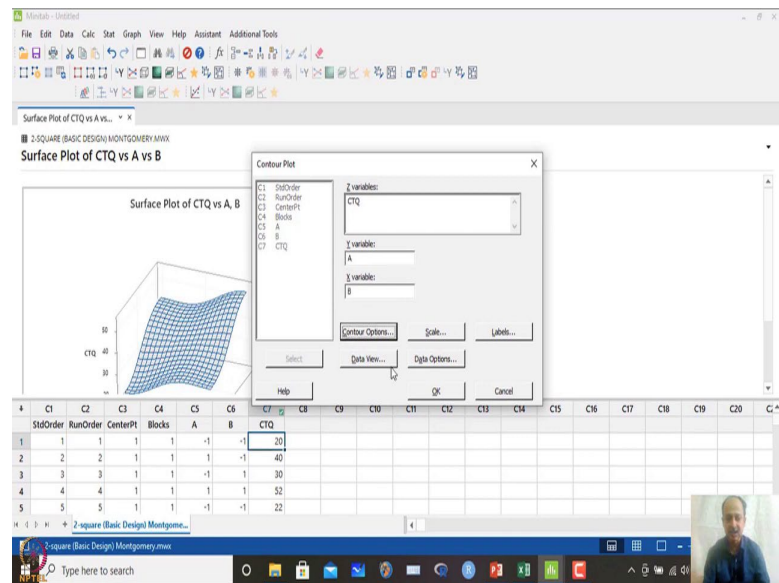 Minitab - Untitled
File Edit Data Calc Stat Graph View Help Assistant Additional Tools
Surface Plot of CTQ vs A vs...
2-SQUARE (BASIC DESIGN) MONTGOMERY.MWX
Surface Plot of CTQ vs A vs B
Surface Plot of CTQ vs A, B
50
CTQ 40
30
Contour Plot
C1 StdOrder
C2 RunOrder
C3 CenterPt
C4 Blocks
C5 A
C6 B
C7 CTQ
Z variables:
CTQ
Y variable:
A
X variable:
B
Contour Options... Scale... Labels...
Select Data View... Data Options...
Help OK Cancel
C1 C2 C3 C4 C5 C6 C7 C8 C9 C10 C11 C12 C13 C14 C15 C16 C17 C18 C19 C20
StdOrder RunOrder CenterPt Blocks A B CTQ
1 1 1 1 1 -1 -1 20
2 2 2 1 1 1 -1 40
3 3 3 1 1 -1 1 30
4 4 4 1 1 1 1 52
5 5 5 1 1 -1 -1 22
2-square (Basic Design) Montgome...
2-square (Basic Design) Montgomery.mwx
Type here to search
NPTEL